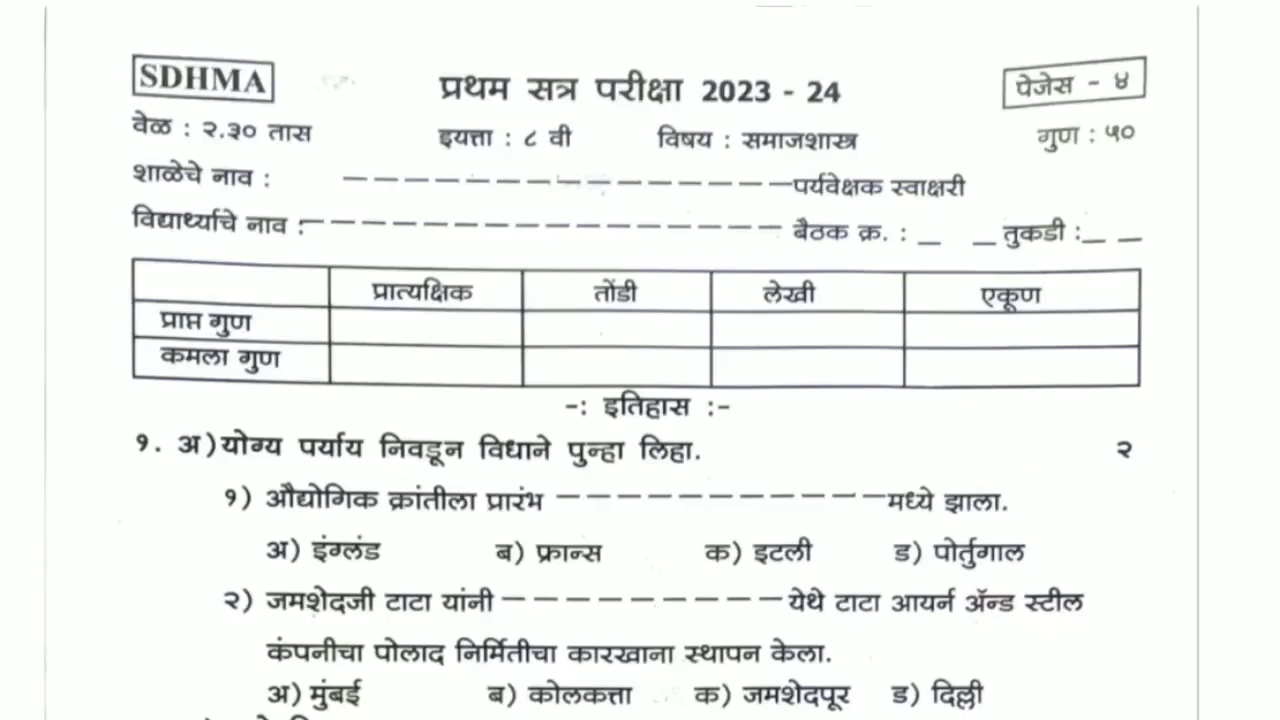 SDHMA
प्रथम सत्र परीक्षा 2023 - 24
पेजेस - ४
वेळ : २.३० तास इयत्ता : ८ वी विषय : समाजशास्त्र गुण : ५०
शाळेचे नाव : ----------------------पर्यवेक्षक स्वाक्षरी
विद्यार्थ्याचे नाव :----------------------- बैठक क्र. : _ _ तुकडी :_ _
प्रात्यक्षिक तोंडी लेखी एकूण
प्राप्त गुण
कमला गुण
-: इतिहास :-
१. अ)योग्य पर्याय निवडून विधाने पुन्हा लिहा. २
१) औद्योगिक क्रांतीला प्रारंभ --------------मध्ये झाला.
अ) इंग्लंड ब) फ्रान्स क) इटली ड) पोर्तुगाल
२) जमशेदजी टाटा यांनी ------------येथे टाटा आयर्न ॲन्ड स्टील
कंपनीचा पोलाद निर्मितीचा कारखाना स्थापन केला.
अ) मुंबई ब) कोलकत्ता क) जमशेदपूर ड) दिल्ली